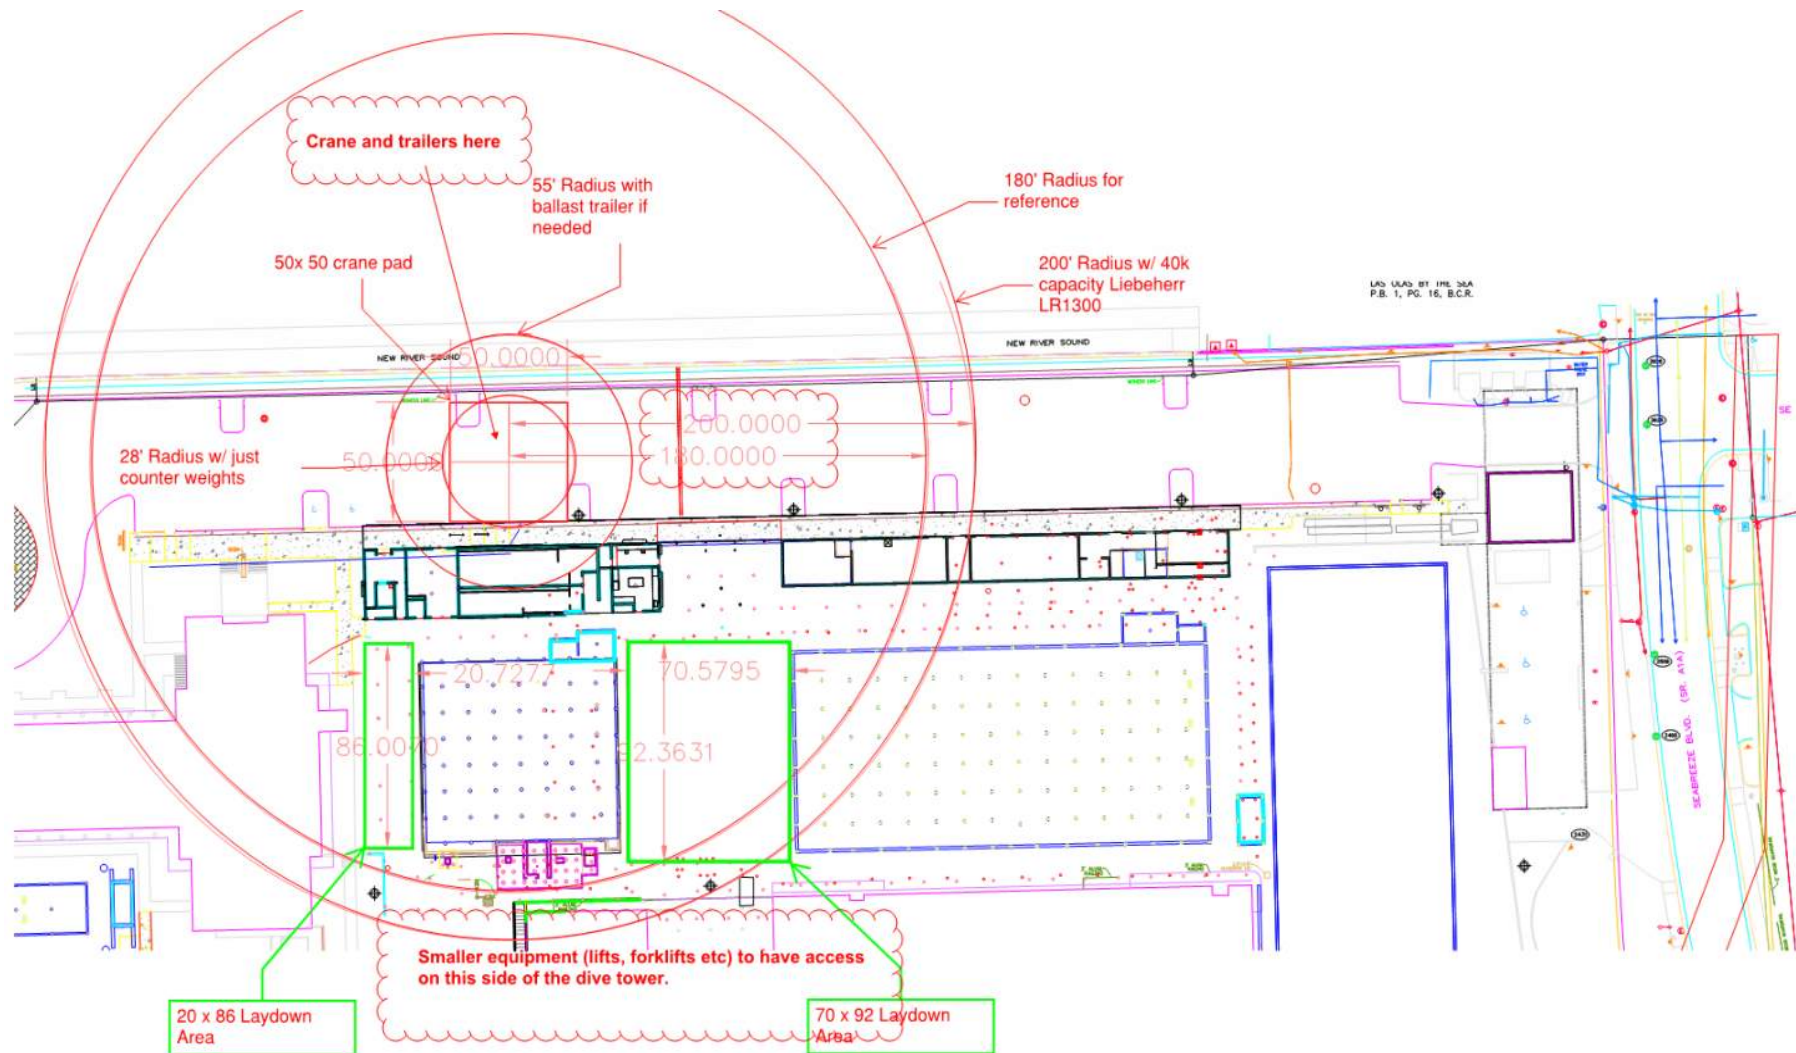 Crane and trailers here
55' Radius with
ballast trailer if
needed
180' Radius for
reference
50x 50 crane pad
200' Radius w/ 40k
capacity Liebeherr
LR1300
LAS OLAS BY THE SEA
P.B. 1, PG. 16, B.C.R.
NEW RIVER SOUND
50.0000
NEW RIVER SOUND
200.0000
180.0000
28' Radius w/ just
counter weights
50.0000
SE
20.7277
70.5795
86.0070
92.3631
SEABREEZE BLVD. (SR. A1A)
Smaller equipment (lifts, forklifts etc) to have access
on this side of the dive tower.
20 x 86 Laydown
Area
70 x 92 Laydown
Area